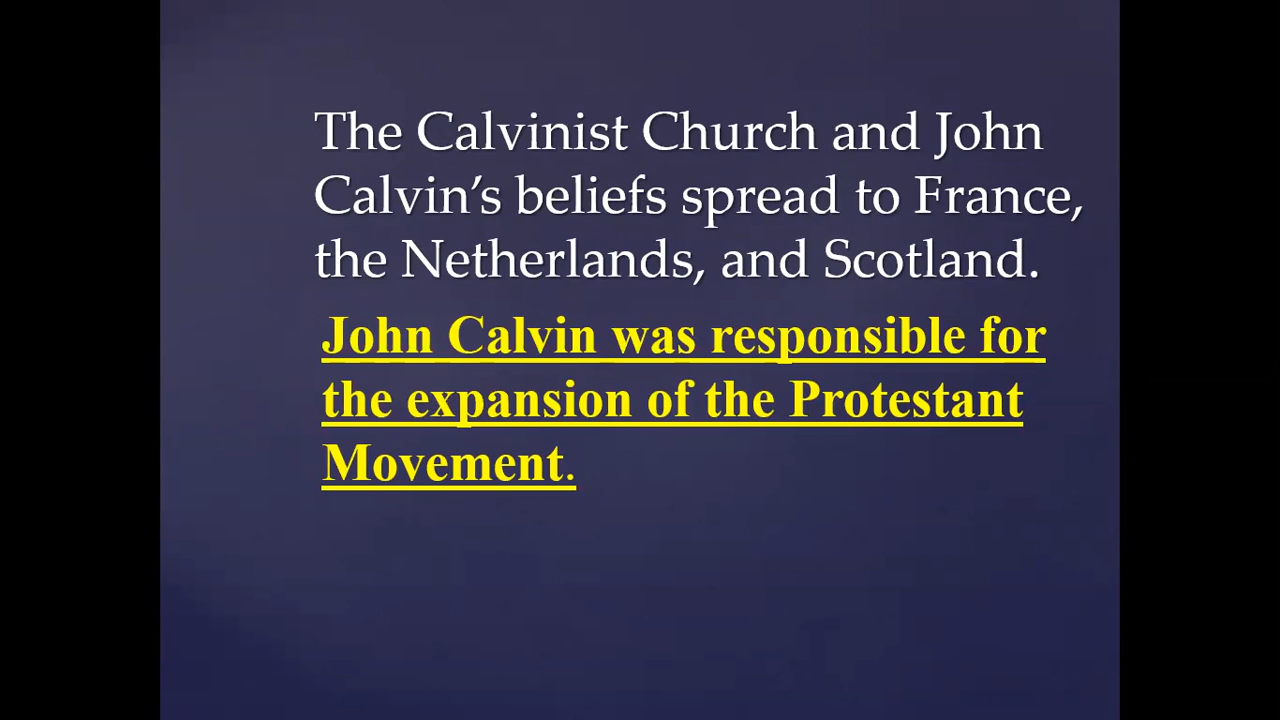 The Calvinist Church and John
Calvin’s beliefs spread to France,
the Netherlands, and Scotland.
John Calvin was responsible for
the expansion of the Protestant
Movement.